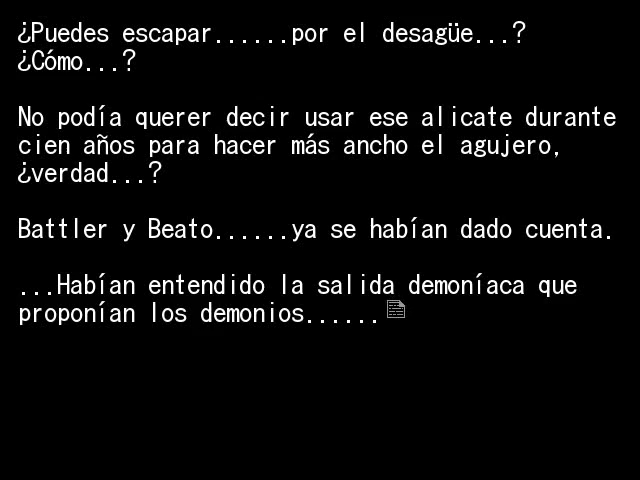 ¿Puedes escapar......por el desagüe...?
¿Cómo...?
No podía querer decir usar ese alicate durante
cien años para hacer más ancho el agujero,
¿verdad...?
Battler y Beato......ya se habían dado cuenta.
...Habían entendido la salida demoníaca que
proponían los demonios......